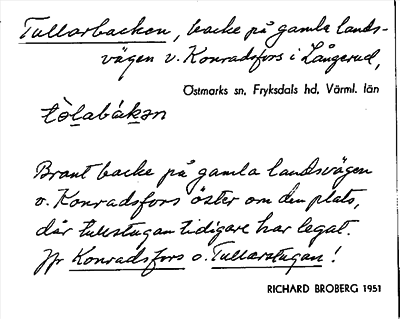 Tullarbacken, backe på gamla lands-
vägen v. Konradsfors i Långerud,
Östmarks sn, Fryksdals hd, Värml. län
tòlabákən
Brant backe på gamla landsvägen
v. Konradsfors öster om den plats,
där tullstugan tidigare har legat.
Jfr Konradsfors o. Tullarstugan!
RICHARD BROBERG 1951